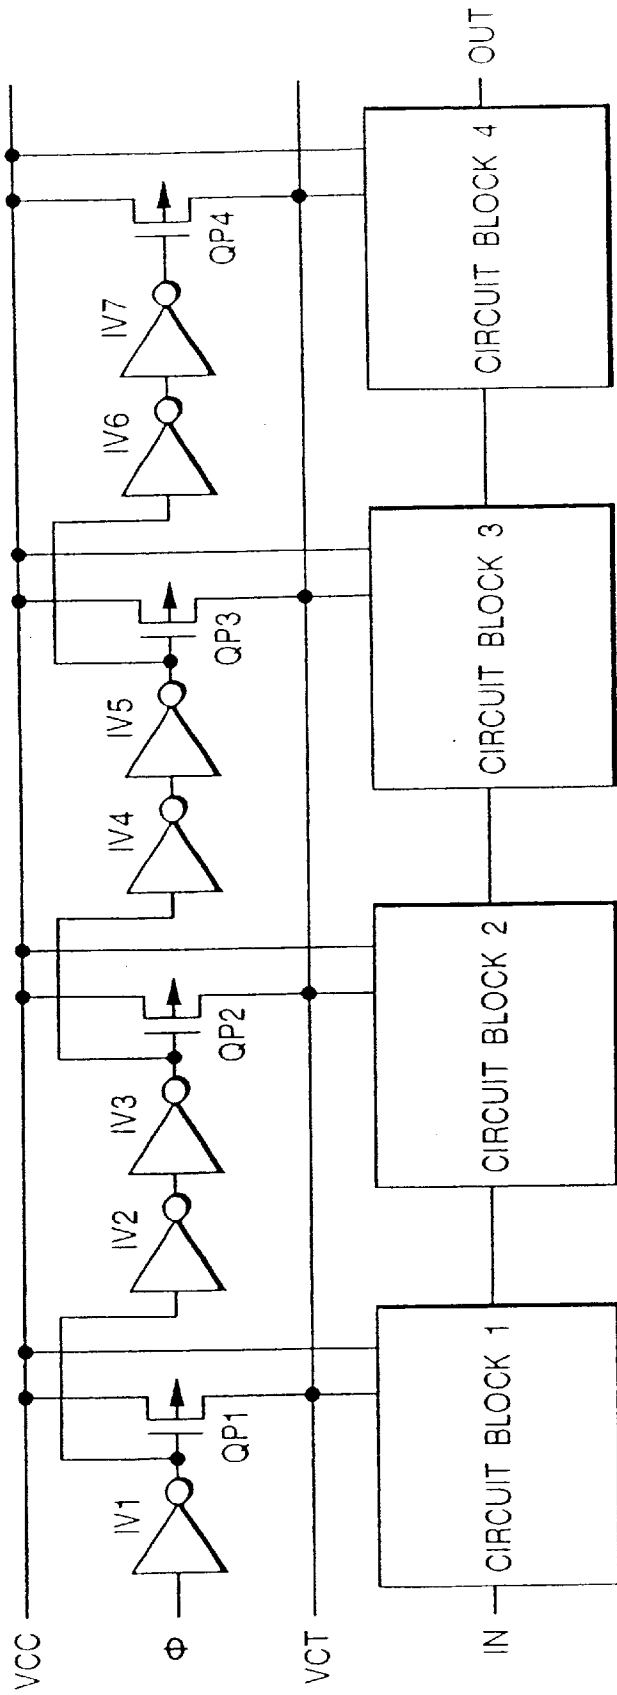 VCC
Φ
IV1
QP1
IV2
IV3
QP2
IV4
IV5
QP3
IV6
IV7
QP4
VCT
IN
CIRCUIT BLOCK 1
CIRCUIT BLOCK 2
CIRCUIT BLOCK 3
CIRCUIT BLOCK 4
OUT